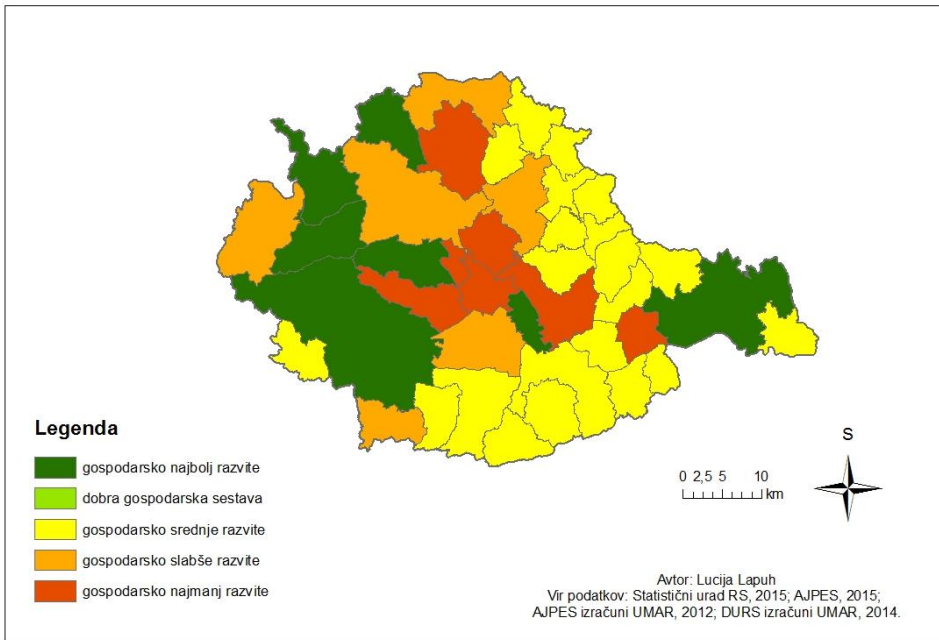 Legenda
gospodarsko najbolj razvite
dobra gospodarska sestava
gospodarsko srednje razvite
gospodarsko slabše razvite
gospodarsko najmanj razvite
S
0 2,5 5 10
km
Avtor: Lucija Lapuh
Vir podatkov: Statistični urad RS, 2015; AJPES, 2015;
AJPES izračuni UMAR, 2012; DURS izračuni UMAR, 2014.